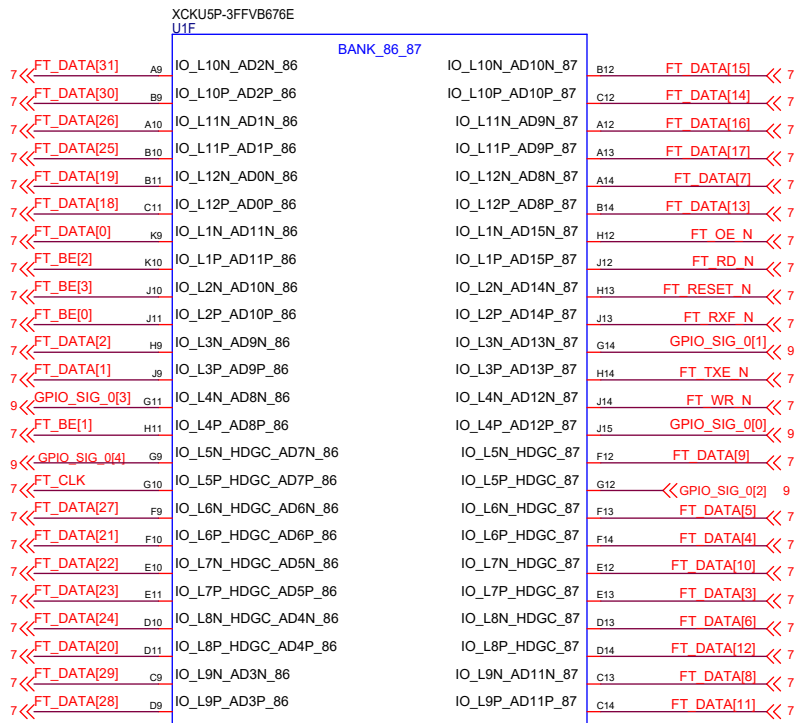 XCKU5P-3FFVB676E
U1F
BANK_86_87
7 FT_DATA[31] A9 IO_L10N_AD2N_86 IO_L10N_AD10N_87 B12 FT_DATA[15] 7
7 FT_DATA[30] B9 IO_L10P_AD2P_86 IO_L10P_AD10P_87 C12 FT_DATA[14] 7
7 FT_DATA[26] A10 IO_L11N_AD1N_86 IO_L11N_AD9N_87 A12 FT_DATA[16] 7
7 FT_DATA[25] B10 IO_L11P_AD1P_86 IO_L11P_AD9P_87 A13 FT_DATA[17] 7
7 FT_DATA[19] B11 IO_L12N_AD0N_86 IO_L12N_AD8N_87 A14 FT_DATA[7] 7
7 FT_DATA[18] C11 IO_L12P_AD0P_86 IO_L12P_AD8P_87 B14 FT_DATA[13] 7
7 FT_DATA[0] K9 IO_L1N_AD11N_86 IO_L1N_AD15N_87 H12 FT_OE_N 7
7 FT_BE[2] K10 IO_L1P_AD11P_86 IO_L1P_AD15P_87 J12 FT_RD_N 7
7 FT_BE[3] J10 IO_L2N_AD10N_86 IO_L2N_AD14N_87 H13 FT_RESET_N 7
7 FT_BE[0] J11 IO_L2P_AD10P_86 IO_L2P_AD14P_87 J13 FT_RXF_N 7
7 FT_DATA[2] H9 IO_L3N_AD9N_86 IO_L3N_AD13N_87 G14 GPIO_SIG_0[1] 9
7 FT_DATA[1] J9 IO_L3P_AD9P_86 IO_L3P_AD13P_87 H14 FT_TXE_N 7
9 GPIO_SIG_0[3] G11 IO_L4N_AD8N_86 IO_L4N_AD12N_87 J14 FT_WR_N 7
7 FT_BE[1] H11 IO_L4P_AD8P_86 IO_L4P_AD12P_87 J15 GPIO_SIG_0[0] 9
9 GPIO_SIG_0[4] G9 IO_L5N_HDGC_AD7N_86 IO_L5N_HDGC_87 F12 FT_DATA[9] 7
7 FT_CLK G10 IO_L5P_HDGC_AD7P_86 IO_L5P_HDGC_87 G12 GPIO_SIG_0[2] 9
7 FT_DATA[27] F9 IO_L6N_HDGC_AD6N_86 IO_L6N_HDGC_87 F13 FT_DATA[5] 7
7 FT_DATA[21] F10 IO_L6P_HDGC_AD6P_86 IO_L6P_HDGC_87 F14 FT_DATA[4] 7
7 FT_DATA[22] E10 IO_L7N_HDGC_AD5N_86 IO_L7N_HDGC_87 E12 FT_DATA[10] 7
7 FT_DATA[23] E11 IO_L7P_HDGC_AD5P_86 IO_L7P_HDGC_87 E13 FT_DATA[3] 7
7 FT_DATA[24] D10 IO_L8N_HDGC_AD4N_86 IO_L8N_HDGC_87 D13 FT_DATA[6] 7
7 FT_DATA[20] D11 IO_L8P_HDGC_AD4P_86 IO_L8P_HDGC_87 D14 FT_DATA[12] 7
7 FT_DATA[29] C9 IO_L9N_AD3N_86 IO_L9N_AD11N_87 C13 FT_DATA[8] 7
7 FT_DATA[28] D9 IO_L9P_AD3P_86 IO_L9P_AD11P_87 C14 FT_DATA[11] 7